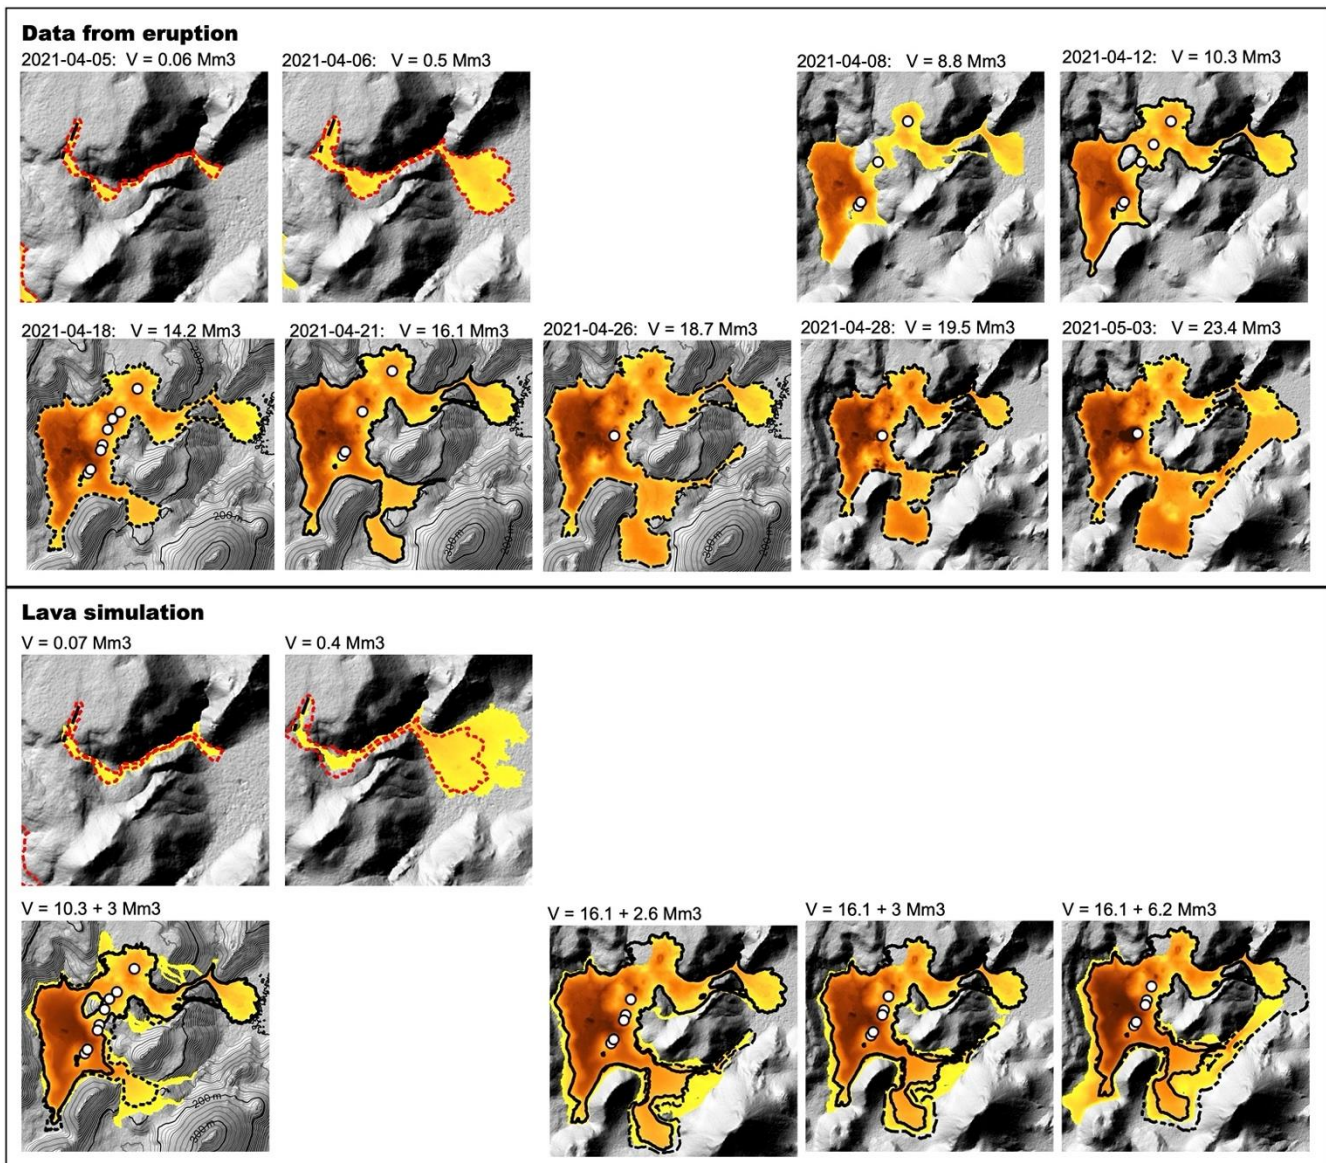 Data from eruption
2021-04-05: V = 0.06 Mm3
2021-04-06: V = 0.5 Mm3
2021-04-08: V = 8.8 Mm3
2021-04-12: V = 10.3 Mm3
2021-04-18: V = 14.2 Mm3
2021-04-21: V = 16.1 Mm3
2021-04-26: V = 18.7 Mm3
2021-04-28: V = 19.5 Mm3
2021-05-03: V = 23.4 Mm3
200 m
200 m
300 m
300 m
Lava simulation
V = 0.07 Mm3
V = 0.4 Mm3
V = 10.3 + 3 Mm3
V = 16.1 + 2.6 Mm3
V = 16.1 + 3 Mm3
V = 16.1 + 6.2 Mm3
200 m